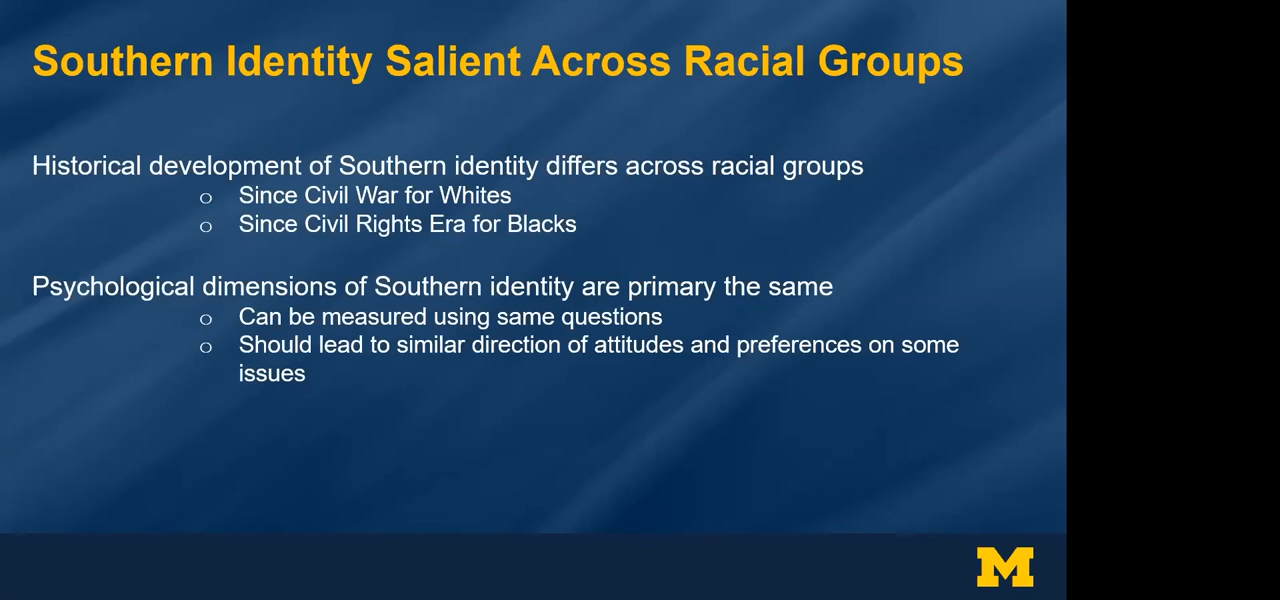 Southern Identity Salient Across Racial Groups
Historical development of Southern identity differs across racial groups
o Since Civil War for Whites
o Since Civil Rights Era for Blacks
Psychological dimensions of Southern identity are primary the same
o Can be measured using same questions
o Should lead to similar direction of attitudes and preferences on some
issues
M